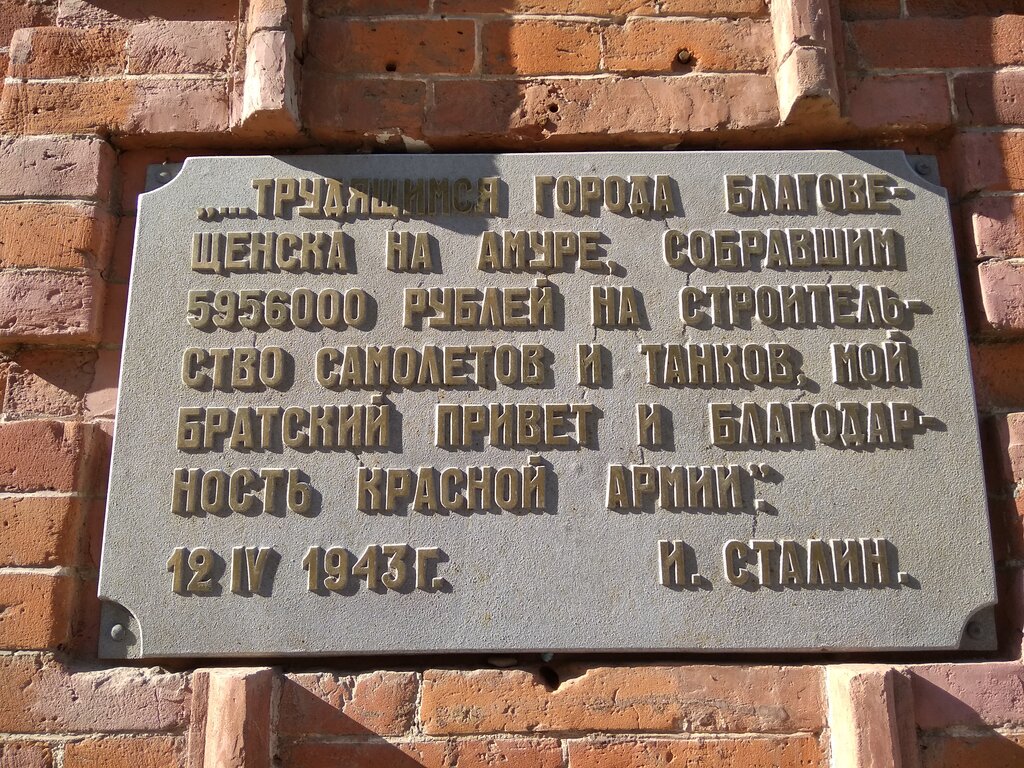 „...ТРУДЯЩИМСЯ ГОРОДА БЛАГОВЕ-
ЩЕНСКА НА АМУРЕ, СОБРАВШИМ
5956000 РУБЛЕЙ НА СТРОИТЕЛЬ-
СТВО САМОЛЕТОВ И ТАНКОВ, МОЙ
БРАТСКИЙ ПРИВЕТ И БЛАГОДАР-
НОСТЬ КРАСНОЙ АРМИИ“.
12 IV 1943г. И. СТАЛИН.